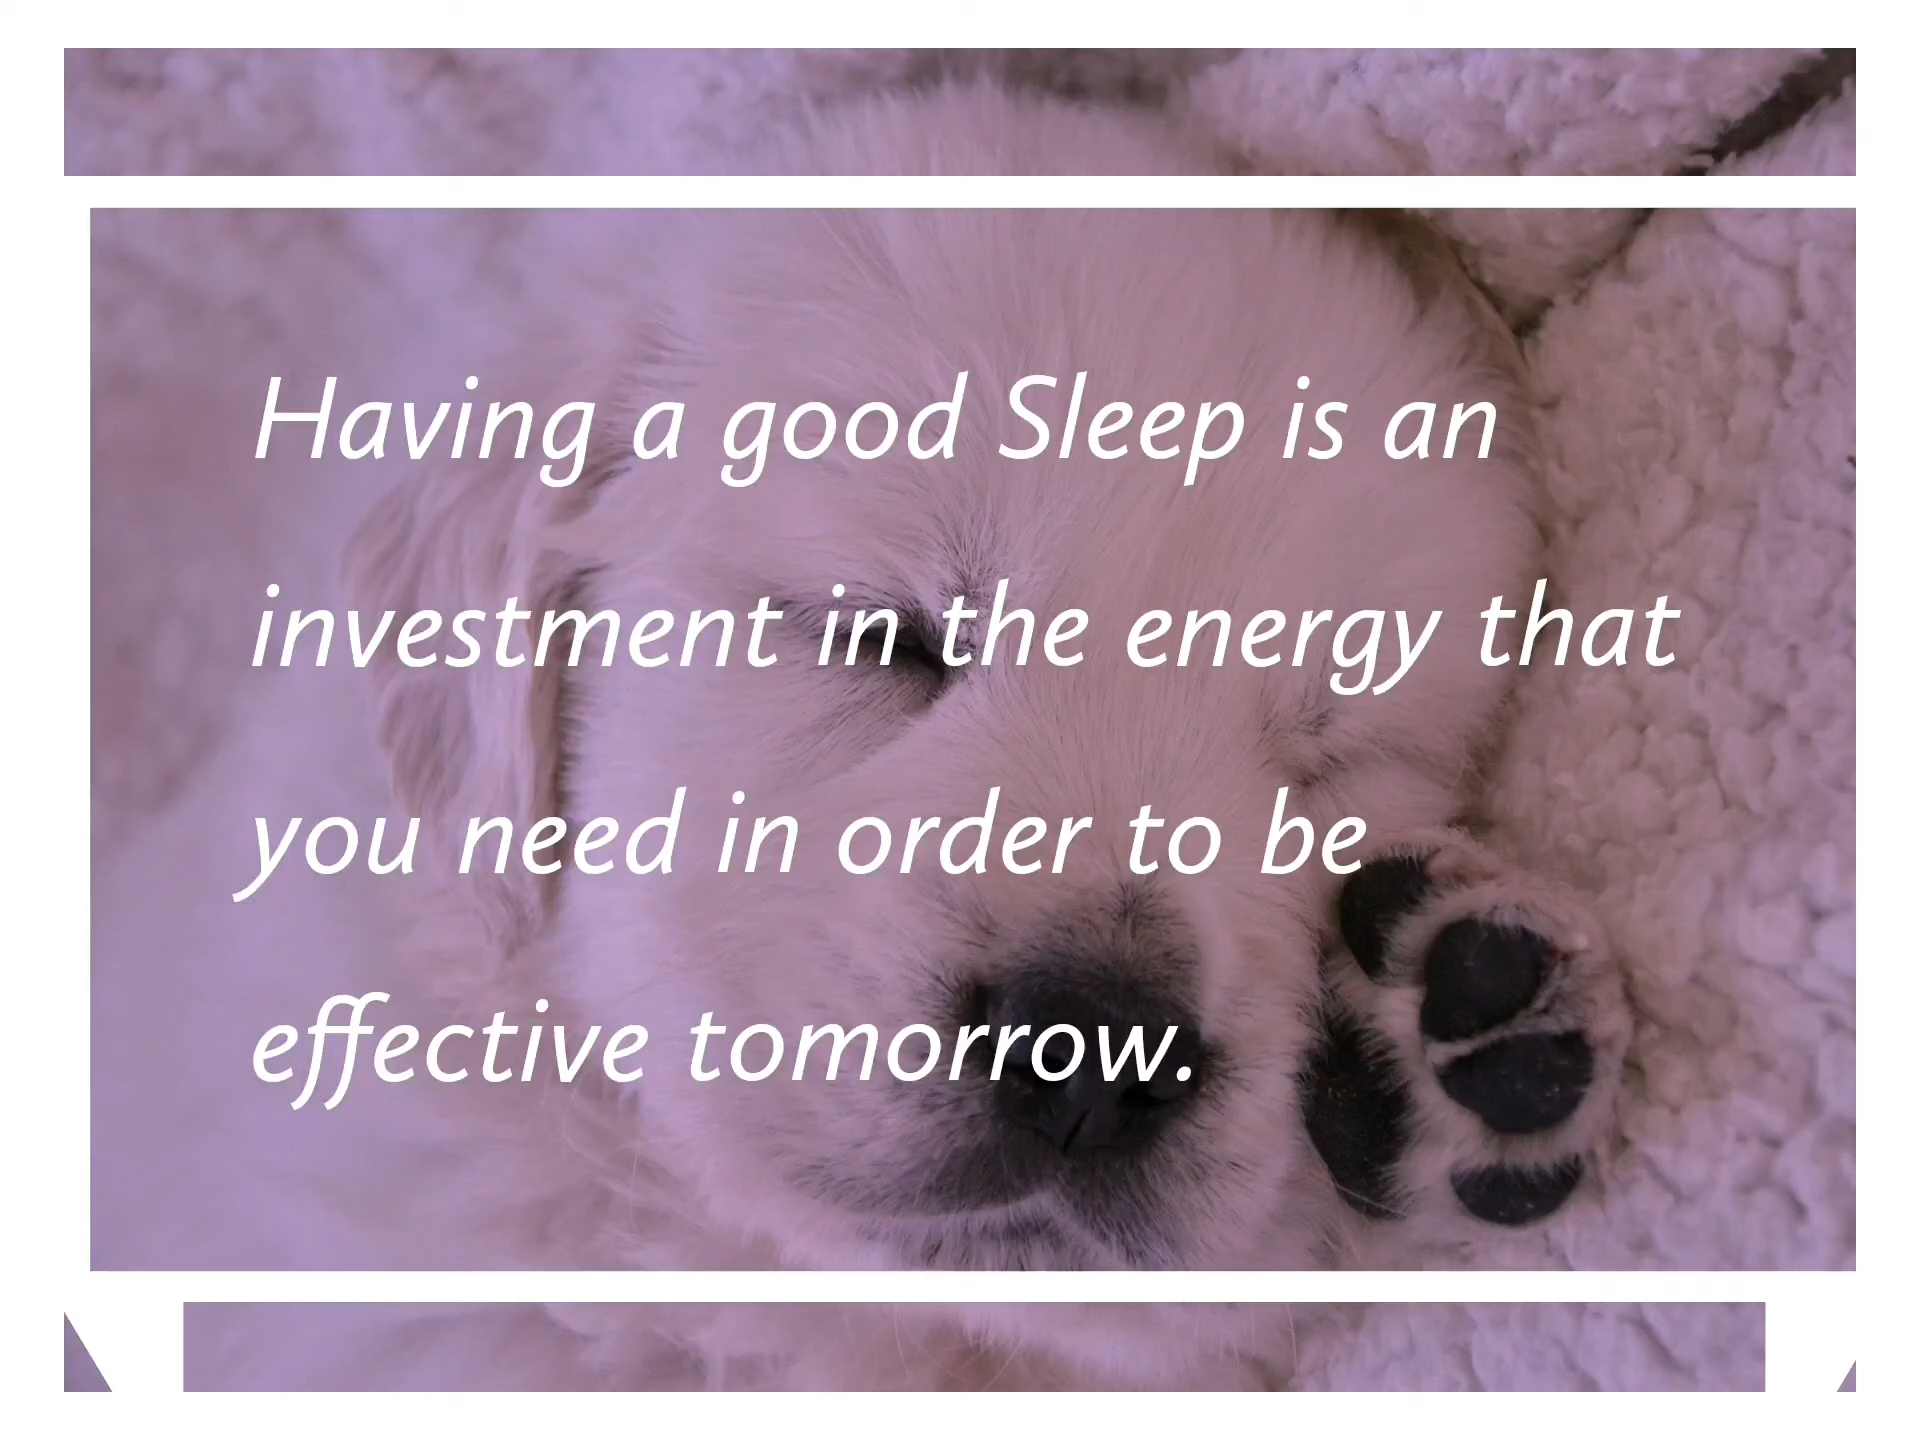 Having a good Sleep is an
investment in the energy that
you need in order to be
effective tomorrow.